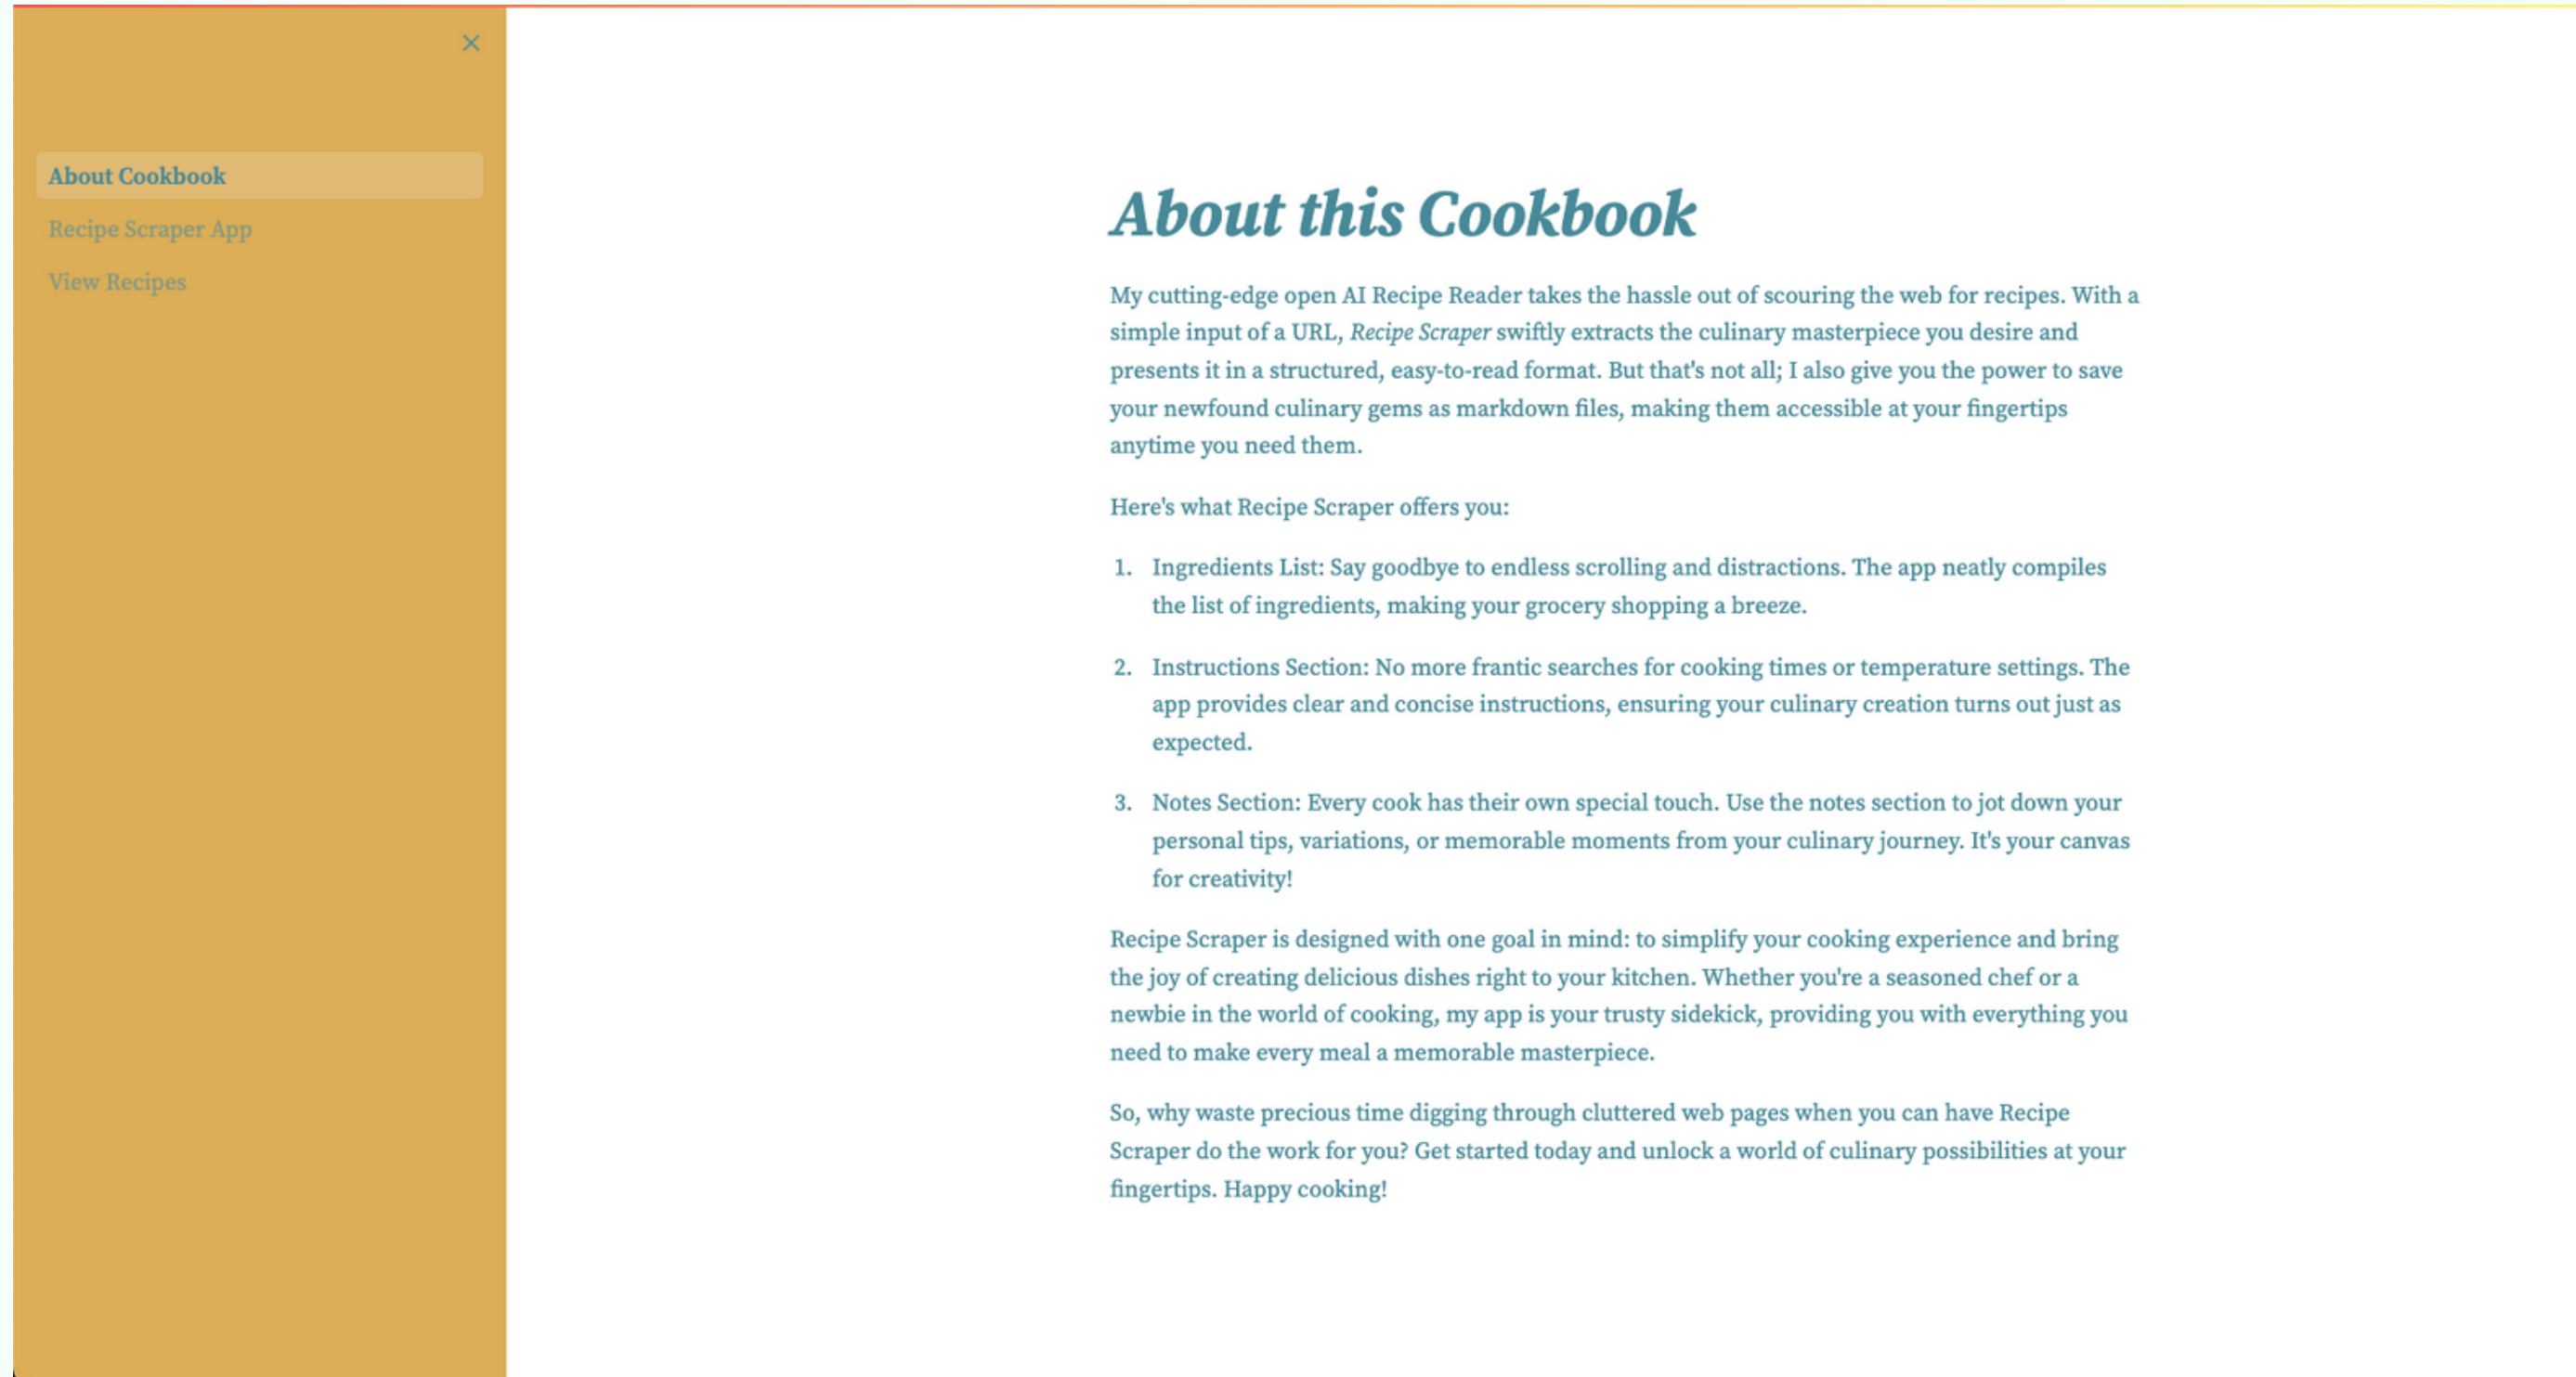 About Cookbook
Recipe Scraper App
View Recipes
About this Cookbook
My cutting-edge open AI Recipe Reader takes the hassle out of scouring the web for recipes. With a
simple input of a URL, Recipe Scraper swiftly extracts the culinary masterpiece you desire and
presents it in a structured, easy-to-read format. But that's not all; I also give you the power to save
your newfound culinary gems as markdown files, making them accessible at your fingertips
anytime you need them.
Here's what Recipe Scraper offers you:
1. Ingredients List: Say goodbye to endless scrolling and distractions. The app neatly compiles
the list of ingredients, making your grocery shopping a breeze.
2. Instructions Section: No more frantic searches for cooking times or temperature settings. The
app provides clear and concise instructions, ensuring your culinary creation turns out just as
expected.
3. Notes Section: Every cook has their own special touch. Use the notes section to jot down your
personal tips, variations, or memorable moments from your culinary journey. It's your canvas
for creativity!
Recipe Scraper is designed with one goal in mind: to simplify your cooking experience and bring
the joy of creating delicious dishes right to your kitchen. Whether you're a seasoned chef or a
newbie in the world of cooking, my app is your trusty sidekick, providing you with everything you
need to make every meal a memorable masterpiece.
So, why waste precious time digging through cluttered web pages when you can have Recipe
Scraper do the work for you? Get started today and unlock a world of culinary possibilities at your
fingertips. Happy cooking!